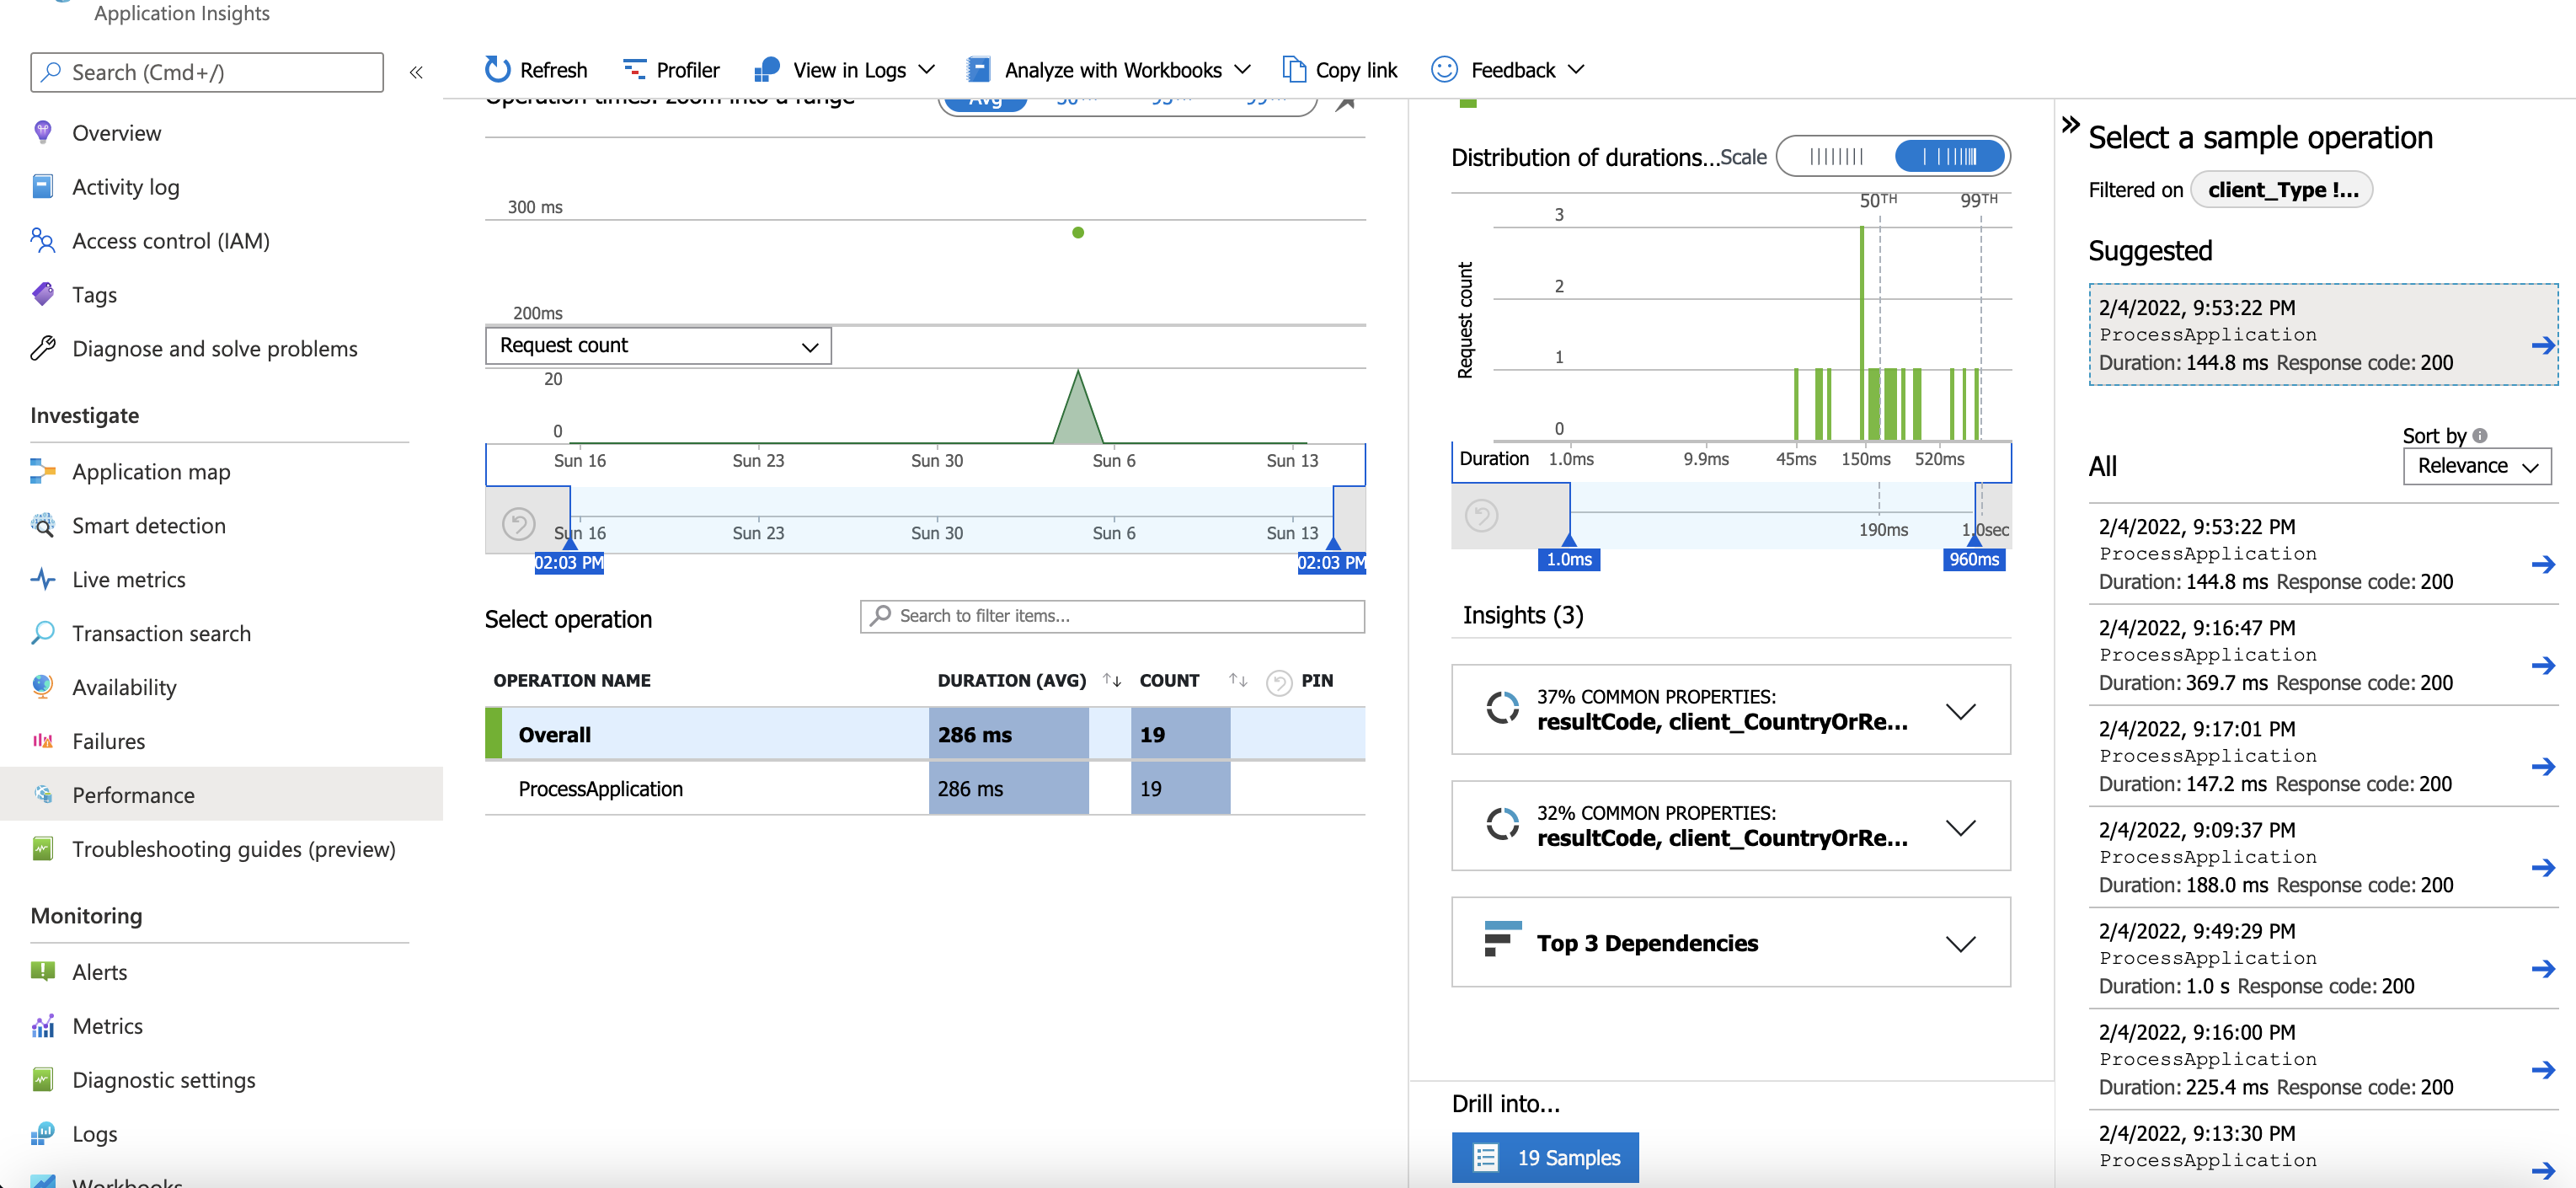 Application Insights
Search (Cmd+/)
«
Overview
Activity log
Access control (IAM)
Tags
Diagnose and solve problems
Investigate
Application map
Smart detection
Live metrics
Transaction search
Availability
Failures
Performance
Troubleshooting guides (preview)
Monitoring
Alerts
Metrics
Diagnostic settings
Logs
Workbooks
Refresh
Profiler
View in Logs
Analyze with Workbooks
Copy link
Feedback
Operation times: zoom into a range
Avg
300 ms
200ms
Request count
20
0
Sun 16
Sun 23
Sun 30
Sun 6
Sun 13
Sun 16
Sun 23
Sun 30
Sun 6
Sun 13
02:03 PM
02:03 PM
Select operation
Search to filter items...
OPERATION NAME
DURATION (AVG)
COUNT
PIN
Overall
286 ms
19
ProcessApplication
286 ms
19
Distribution of durations...
Scale
50TH
99TH
Request count
3
2
1
0
Duration
1.0ms
9.9ms
45ms
150ms
520ms
190ms
1.0sec
1.0ms
960ms
Insights (3)
37% COMMON PROPERTIES:
resultCode, client_CountryOrRe...
32% COMMON PROPERTIES:
resultCode, client_CountryOrRe...
Top 3 Dependencies
Drill into...
19 Samples
»
Select a sample operation
Filtered on client_Type !...
Suggested
2/4/2022, 9:53:22 PM
ProcessApplication
Duration: 144.8 ms Response code: 200
Sort by
All
Relevance
2/4/2022, 9:53:22 PM
ProcessApplication
Duration: 144.8 ms Response code: 200
2/4/2022, 9:16:47 PM
ProcessApplication
Duration: 369.7 ms Response code: 200
2/4/2022, 9:17:01 PM
ProcessApplication
Duration: 147.2 ms Response code: 200
2/4/2022, 9:09:37 PM
ProcessApplication
Duration: 188.0 ms Response code: 200
2/4/2022, 9:49:29 PM
ProcessApplication
Duration: 1.0 s Response code: 200
2/4/2022, 9:16:00 PM
ProcessApplication
Duration: 225.4 ms Response code: 200
2/4/2022, 9:13:30 PM
ProcessApplication